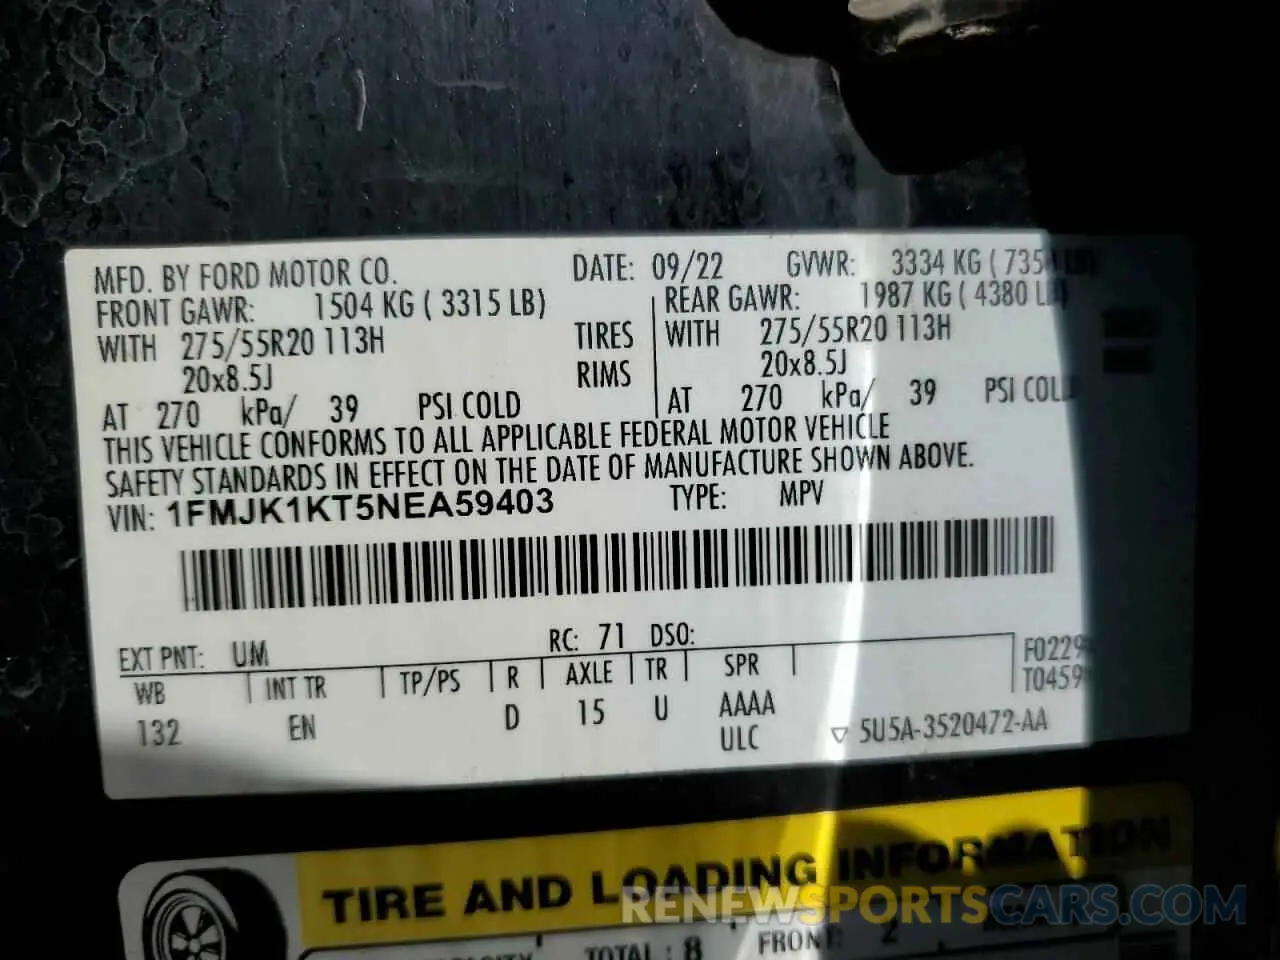 MFD. BY FORD MOTOR CO. DATE: 09/22 GVWR: 3334 KG
FRONT GAWR: 1504 KG ( 3315 LB) REAR GAWR: 1987 KG ( 4380 LB)
WITH 275/55R20 113H TIRES WITH 275/55R20 113H
20x8.5J RIMS 20x8.5J
AT 270 kPa/ 39 PSI COLD AT 270 kPa/ 39 PSI COLD
THIS VEHICLE CONFORMS TO ALL APPLICABLE FEDERAL MOTOR VEHICLE
SAFETY STANDARDS IN EFFECT ON THE DATE OF MANUFACTURE SHOWN ABOVE.
VIN: 1FMJK1KT5NEA59403 TYPE: MPV
EXT PNT: UM RC: 71 DSO:
WB INT TR TP/PS R AXLE TR SPR
132 EN D 15 U AAAA
ULC ▽ 5U5A-3520472-AA
TIRE AND LOADING INFORMATION
TOTAL: 8 FRONT: 2
RENEWSPORTSCARS.COM